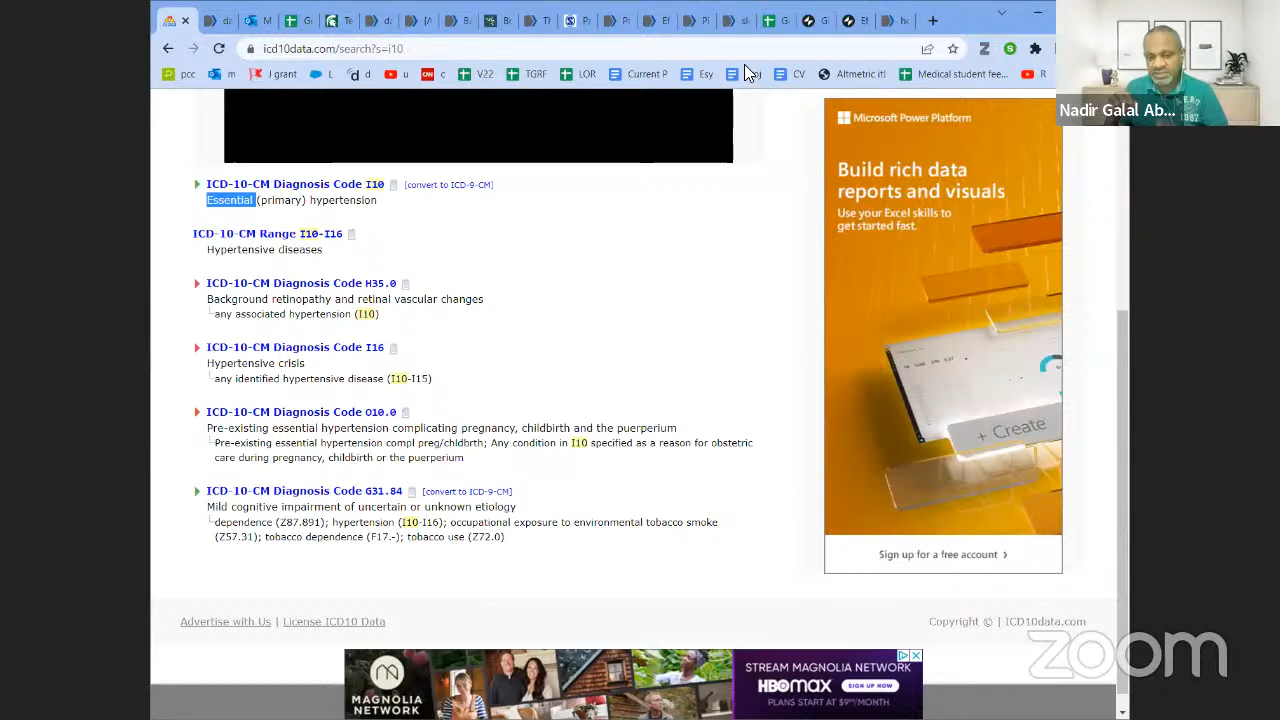 icd10data.com/search?s=i10
pcc
m
J grant
L
d
u
c
V22
TGRF
LOR
Current P
Esy
CV
Altmetric it!
Medical student fee...
R
Nadir Galal Ab...
ICD-10-CM Diagnosis Code I10 [convert to ICD-9-CM]
Essential (primary) hypertension
ICD-10-CM Range I10-I16
Hypertensive diseases
ICD-10-CM Diagnosis Code H35.0
Background retinopathy and retinal vascular changes
any associated hypertension (I10)
ICD-10-CM Diagnosis Code I16
Hypertensive crisis
any identified hypertensive disease (I10-I15)
ICD-10-CM Diagnosis Code O10.0
Pre-existing essential hypertension complicating pregnancy, childbirth and the puerperium
Pre-existing essential hypertension compl preg/chldbrth; Any condition in I10 specified as a reason for obstetric
care during pregnancy, childbirth or the puerperium
ICD-10-CM Diagnosis Code G31.84 [convert to ICD-9-CM]
Mild cognitive impairment of uncertain or unknown etiology
dependence (Z87.891); hypertension (I10-I16); occupational exposure to environmental tobacco smoke
(Z57.31); tobacco dependence (F17.-); tobacco use (Z72.0)
Microsoft Power Platform
Build rich data
reports and visuals
Use your Excel skills to
get started fast.
+ Create
Sign up for a free account ›
Advertise with Us | License ICD10 Data
Copyright © | ICD10data.com
MAGNOLIA
NETWORK
STREAM MAGNOLIA NETWORK
HBOMAX SIGN UP NOW
PLANS START AT $9.99/MONTH
zoom